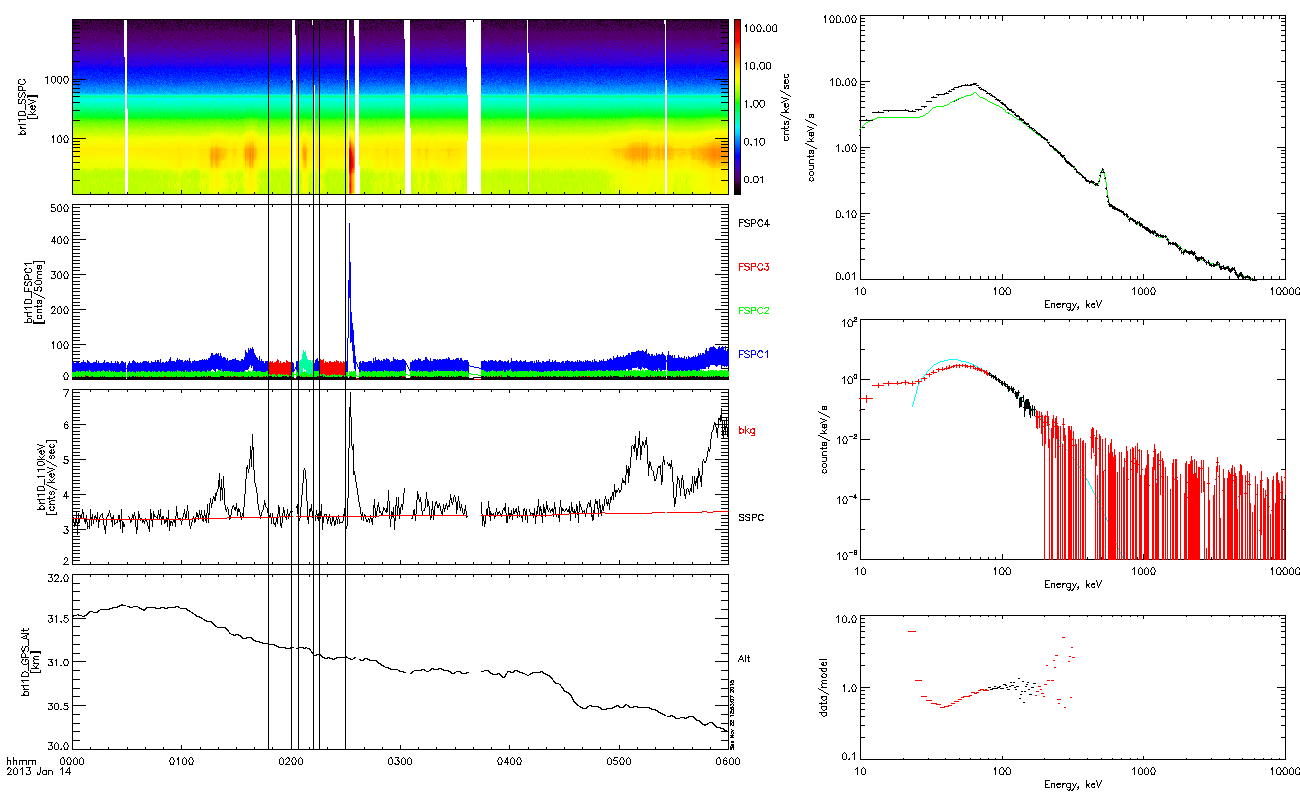 brl1D_SSPC
[keV]
1000
100
100.00
10.00
1.00
0.10
0.01
cnts/keV/sec
brl1D_FSPC1
[cnts/50ms]
500
400
300
200
100
0
FSPC4
FSPC3
FSPC2
FSPC1
brl1D_110keV
[cnts/keV/sec]
7
6
5
4
3
2
bkg
SSPC
brl1D_GPS_Alt
[km]
32.0
31.5
31.0
30.5
30.0
Alt
hhmm
2013 Jan 14
0000 0100 0200 0300 0400 0500 0600
counts/keV/s
100.00
10.00
1.00
0.10
0.01
10 100 1000 10000
Energy, keV
counts/keV/s
10²
10⁰
10⁻²
10⁻⁴
10⁻⁶
10 100 1000 10000
Energy, keV
data/model
10.0
1.0
0.1
10 100 1000 10000
Energy, keV